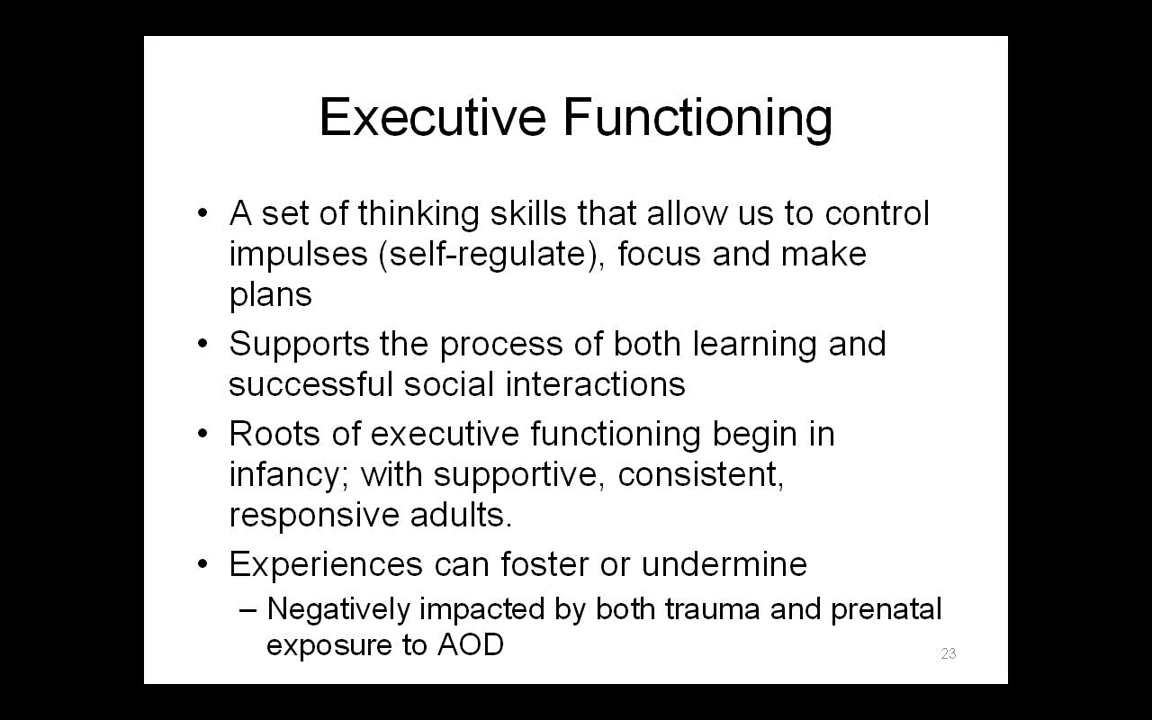 Executive Functioning
• A set of thinking skills that allow us to control
impulses (self-regulate), focus and make
plans
• Supports the process of both learning and
successful social interactions
• Roots of executive functioning begin in
infancy; with supportive, consistent,
responsive adults.
• Experiences can foster or undermine
– Negatively impacted by both trauma and prenatal
exposure to AOD
23